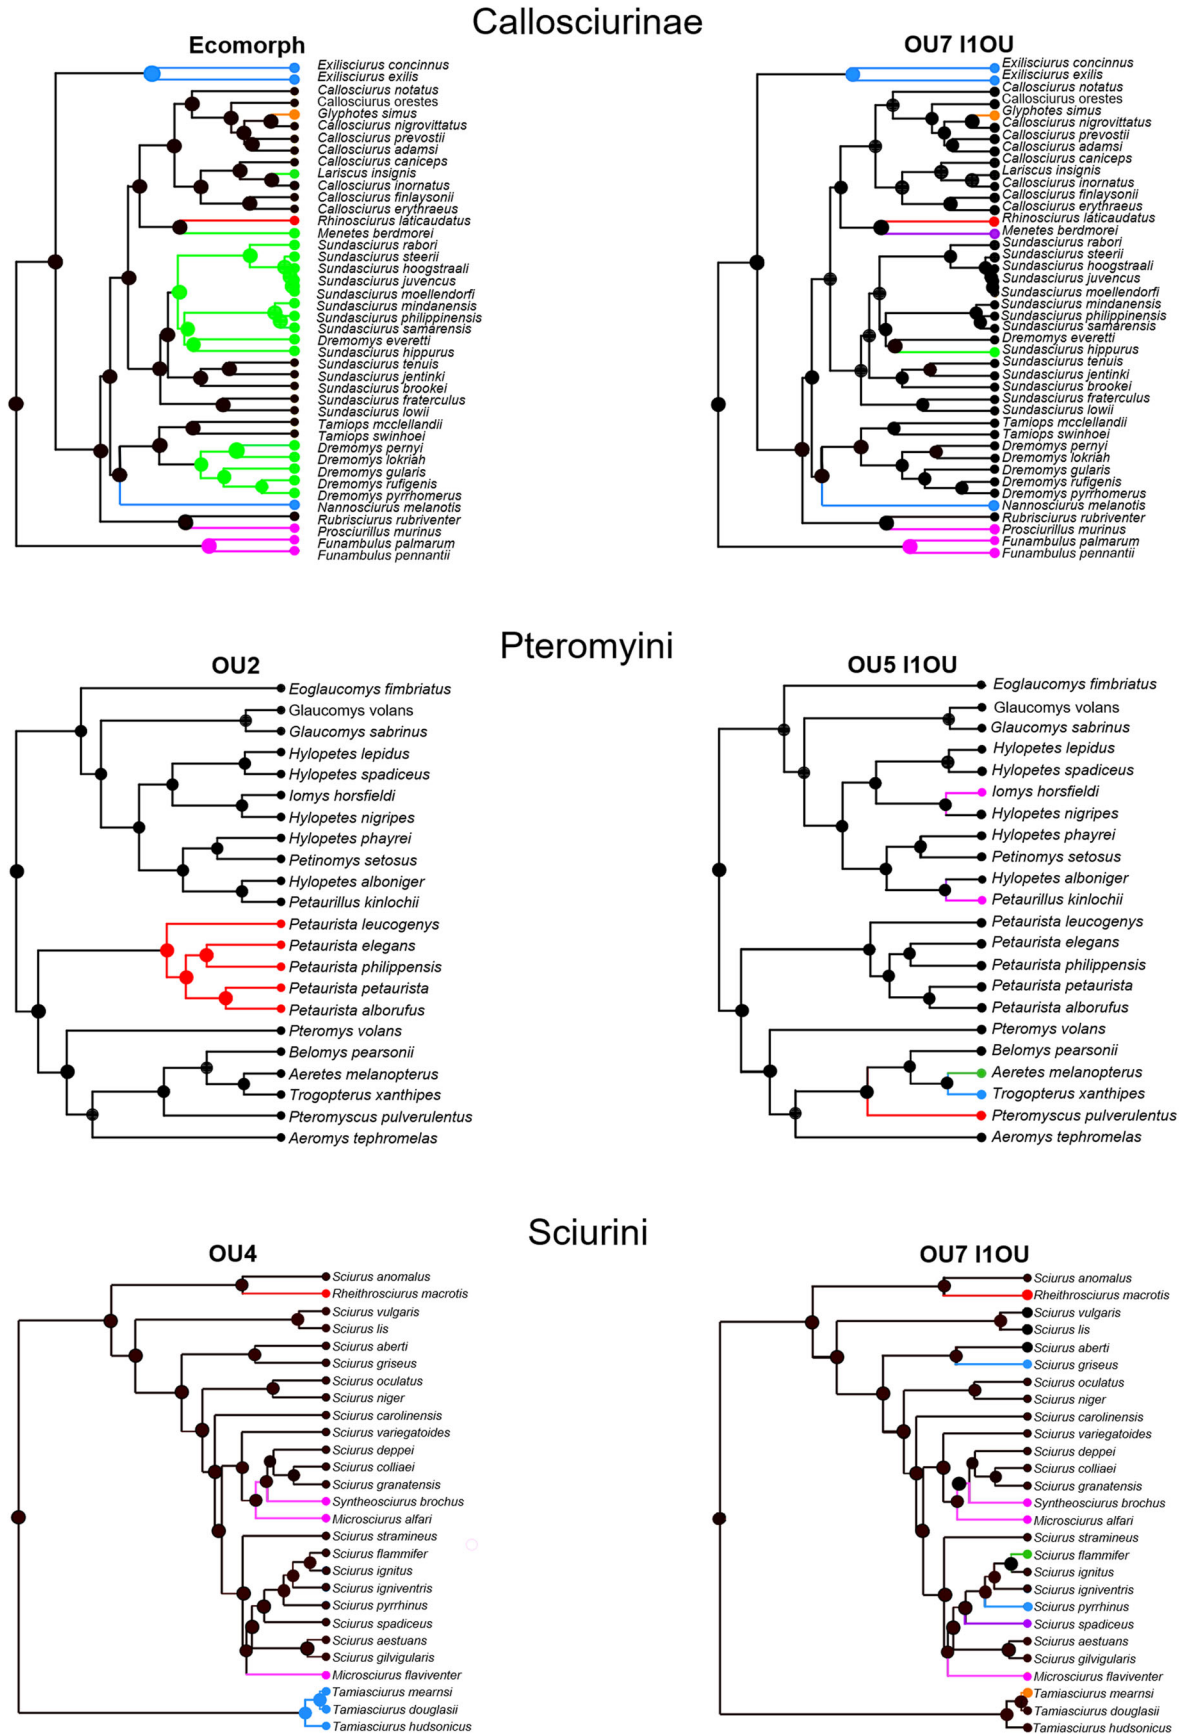 Callosciurinae
Ecomorph
Exilisciurus concinnus
Exilisciurus exilis
Callosciurus notatus
Callosciurus orestes
Glyphotes simus
Callosciurus nigrovittatus
Callosciurus prevostii
Callosciurus adamsi
Callosciurus caniceps
Lariscus insignis
Callosciurus inornatus
Callosciurus finlaysonii
Callosciurus erythraeus
Rhinosciurus laticaudatus
Menetes berdmorei
Sundasciurus rabori
Sundasciurus steerii
Sundasciurus hoogstraali
Sundasciurus juvencus
Sundasciurus moellendorfi
Sundasciurus mindanensis
Sundasciurus philippinensis
Sundasciurus samarensis
Dremomys everetti
Sundasciurus hippurus
Sundasciurus tenuis
Sundasciurus jentinki
Sundasciurus brookei
Sundasciurus fraterculus
Sundasciurus lowii
Tamiops mcclellandii
Tamiops swinhoei
Dremomys pernyi
Dremomys lokriah
Dremomys gularis
Dremomys rufigenis
Dremomys pyrrhomerus
Nannosciurus melanotis
Rubrisciurus rubriventer
Prosciurillus murinus
Funambulus palmarum
Funambulus pennantii
OU7 l1OU
Exilisciurus concinnus
Exilisciurus exilis
Callosciurus notatus
Callosciurus orestes
Glyphotes simus
Callosciurus nigrovittatus
Callosciurus prevostii
Callosciurus adamsi
Callosciurus caniceps
Lariscus insignis
Callosciurus inornatus
Callosciurus finlaysonii
Callosciurus erythraeus
Rhinosciurus laticaudatus
Menetes berdmorei
Sundasciurus rabori
Sundasciurus steerii
Sundasciurus hoogstraali
Sundasciurus juvencus
Sundasciurus moellendorfi
Sundasciurus mindanensis
Sundasciurus philippinensis
Sundasciurus samarensis
Dremomys everetti
Sundasciurus hippurus
Sundasciurus tenuis
Sundasciurus jentinki
Sundasciurus brookei
Sundasciurus fraterculus
Sundasciurus lowii
Tamiops mcclellandii
Tamiops swinhoei
Dremomys pernyi
Dremomys lokriah
Dremomys gularis
Dremomys rufigenis
Dremomys pyrrhomerus
Nannosciurus melanotis
Rubrisciurus rubriventer
Prosciurillus murinus
Funambulus palmarum
Funambulus pennantii
Pteromyini
OU2
Eoglaucomys fimbriatus
Glaucomys volans
Glaucomys sabrinus
Hylopetes lepidus
Hylopetes spadiceus
Iomys horsfieldi
Hylopetes nigripes
Hylopetes phayrei
Petinomys setosus
Hylopetes alboniger
Petaurillus kinlochii
Petaurista leucogenys
Petaurista elegans
Petaurista philippensis
Petaurista petaurista
Petaurista alborufus
Pteromys volans
Belomys pearsonii
Aeretes melanopterus
Trogopterus xanthipes
Pteromyscus pulverulentus
Aeromys tephromelas
OU5 l1OU
Eoglaucomys fimbriatus
Glaucomys volans
Glaucomys sabrinus
Hylopetes lepidus
Hylopetes spadiceus
Iomys horsfieldi
Hylopetes nigripes
Hylopetes phayrei
Petinomys setosus
Hylopetes alboniger
Petaurillus kinlochii
Petaurista leucogenys
Petaurista elegans
Petaurista philippensis
Petaurista petaurista
Petaurista alborufus
Pteromys volans
Belomys pearsonii
Aeretes melanopterus
Trogopterus xanthipes
Pteromyscus pulverulentus
Aeromys tephromelas
Sciurini
OU4
Sciurus anomalus
Rheithrosciurus macrotis
Sciurus vulgaris
Sciurus lis
Sciurus aberti
Sciurus griseus
Sciurus oculatus
Sciurus niger
Sciurus carolinensis
Sciurus variegatoides
Sciurus deppei
Sciurus colliaei
Sciurus granatensis
Syntheosciurus brochus
Microsciurus alfari
Sciurus stramineus
Sciurus flammifer
Sciurus ignitus
Sciurus igniventris
Sciurus pyrrhinus
Sciurus spadiceus
Sciurus aestuans
Sciurus gilvigularis
Microsciurus flaviventer
Tamiasciurus mearnsi
Tamiasciurus douglasii
Tamiasciurus hudsonicus
OU7 l1OU
Sciurus anomalus
Rheithrosciurus macrotis
Sciurus vulgaris
Sciurus lis
Sciurus aberti
Sciurus griseus
Sciurus oculatus
Sciurus niger
Sciurus carolinensis
Sciurus variegatoides
Sciurus deppei
Sciurus colliaei
Sciurus granatensis
Syntheosciurus brochus
Microsciurus alfari
Sciurus stramineus
Sciurus flammifer
Sciurus ignitus
Sciurus igniventris
Sciurus pyrrhinus
Sciurus spadiceus
Sciurus aestuans
Sciurus gilvigularis
Microsciurus flaviventer
Tamiasciurus mearnsi
Tamiasciurus douglasii
Tamiasciurus hudsonicus